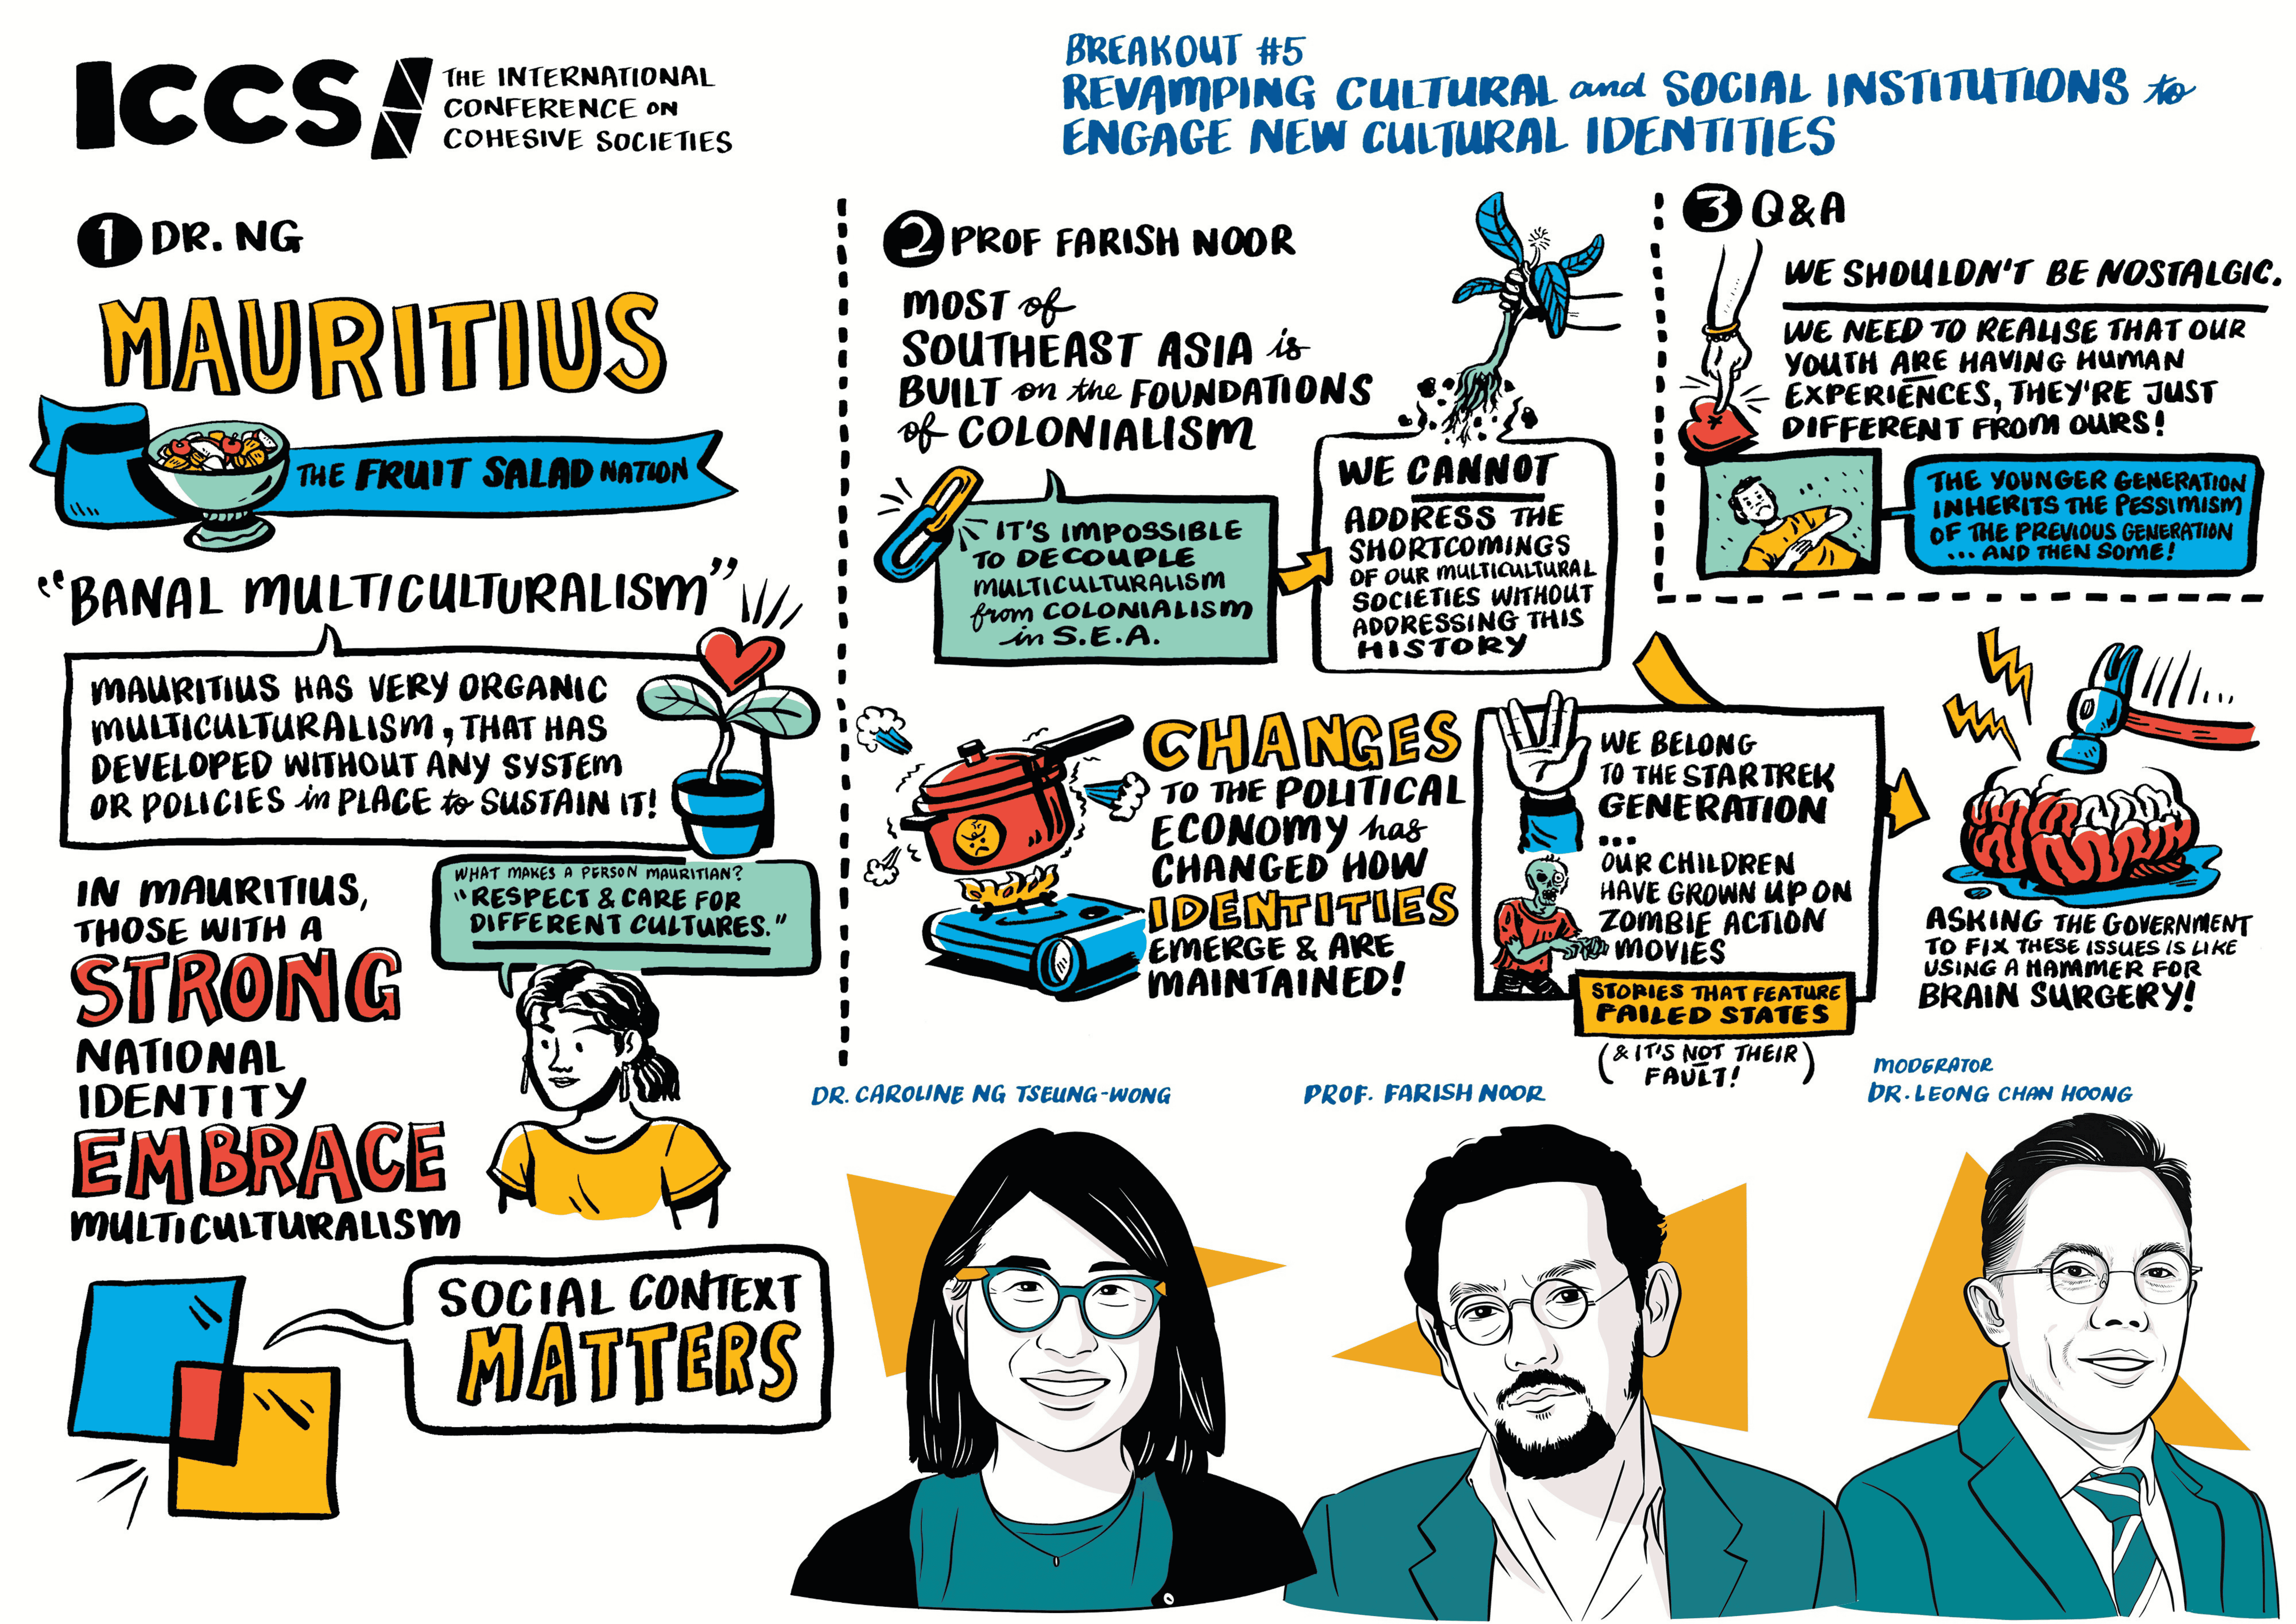 ICCS
THE INTERNATIONAL
CONFERENCE ON
COHESIVE SOCIETIES
BREAKOUT #5
REVAMPING CULTURAL and SOCIAL INSTITUTIONS to
ENGAGE NEW CULTURAL IDENTITIES
1 DR. NG
MAURITIUS
THE FRUIT SALAD NATION
"BANAL MULTICULTURALISM"
MAURITIUS HAS VERY ORGANIC
MULTICULTURALISM, THAT HAS
DEVELOPED WITHOUT ANY SYSTEM
OR POLICIES in PLACE to SUSTAIN IT!
IN MAURITIUS,
THOSE WITH A
STRONG
NATIONAL
IDENTITY
EMBRACE
MULTICULTURALISM
WHAT MAKES A PERSON MAURITIAN?
"RESPECT & CARE FOR
DIFFERENT CULTURES."
SOCIAL CONTEXT
MATTERS
2 PROF FARISH NOOR
MOST of
SOUTHEAST ASIA is
BUILT on the FOUNDATIONS
of COLONIALISM
IT'S IMPOSSIBLE
TO DECOUPLE
MULTICULTURALISM
from COLONIALISM
in S.E.A.
WE CANNOT
ADDRESS THE
SHORTCOMINGS
OF OUR MULTICULTURAL
SOCIETIES WITHOUT
ADDRESSING THIS
HISTORY
CHANGES
TO THE POLITICAL
ECONOMY has
CHANGED HOW
IDENTITIES
EMERGE & ARE
MAINTAINED!
WE BELONG
TO THE STAR TREK
GENERATION
...
OUR CHILDREN
HAVE GROWN UP ON
ZOMBIE ACTION
MOVIES
STORIES THAT FEATURE
FAILED STATES
(& IT'S NOT THEIR
FAULT!)
ASKING THE GOVERNMENT
TO FIX THESE ISSUES IS LIKE
USING A HAMMER FOR
BRAIN SURGERY!
3 Q&A
WE SHOULDN'T BE NOSTALGIC.
WE NEED TO REALISE THAT OUR
YOUTH ARE HAVING HUMAN
EXPERIENCES, THEY'RE JUST
DIFFERENT FROM OURS!
THE YOUNGER GENERATION
INHERITS THE PESSIMISM
OF THE PREVIOUS GENERATION
... AND THEN SOME!
DR. CAROLINE NG TSEUNG-WONG
PROF. FARISH NOOR
MODERATOR
DR. LEONG CHAN HOONG